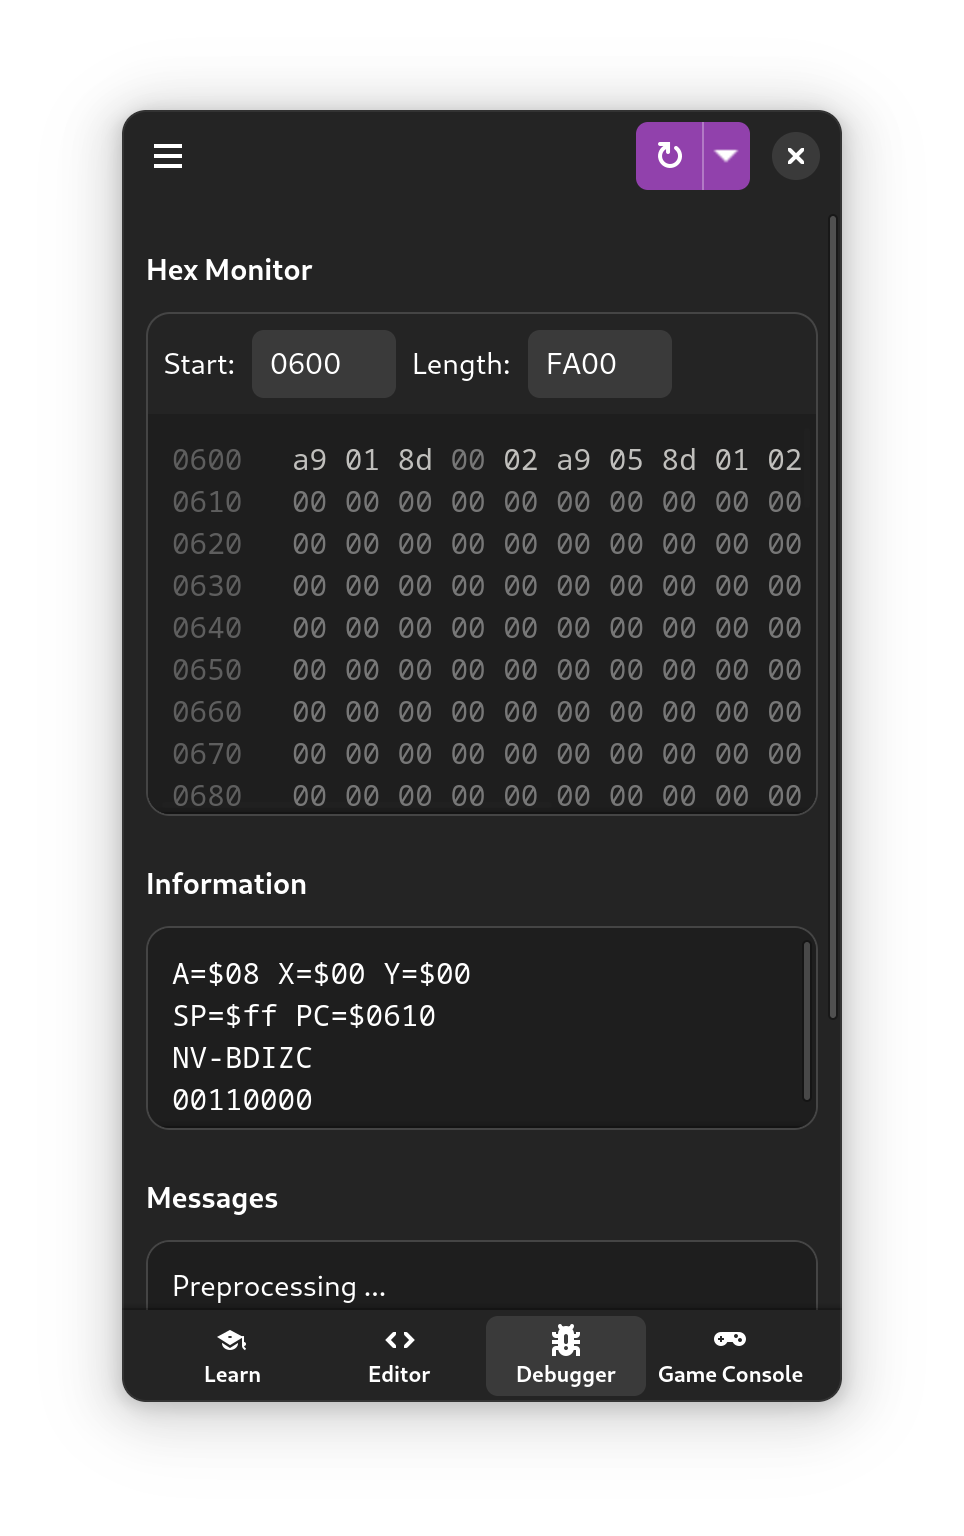 Hex Monitor
Start: 0600 Length: FA00
0600 a9 01 8d 00 02 a9 05 8d 01 02
0610 00 00 00 00 00 00 00 00 00 00
0620 00 00 00 00 00 00 00 00 00 00
0630 00 00 00 00 00 00 00 00 00 00
0640 00 00 00 00 00 00 00 00 00 00
0650 00 00 00 00 00 00 00 00 00 00
0660 00 00 00 00 00 00 00 00 00 00
0670 00 00 00 00 00 00 00 00 00 00
0680 00 00 00 00 00 00 00 00 00 00
Information
A=$08 X=$00 Y=$00
SP=$ff PC=$0610
NV-BDIZC
00110000
Messages
Preprocessing ...
Learn Editor Debugger Game Console